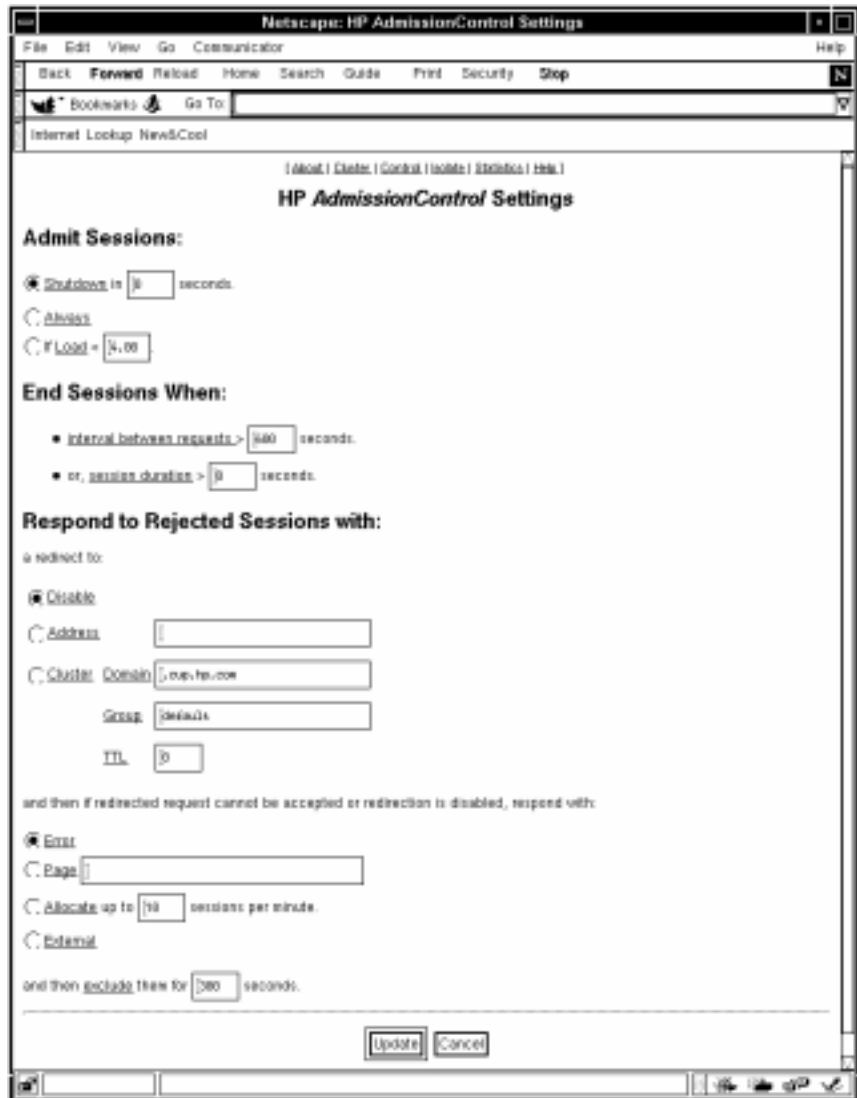 Netscape: HP AdmissionControl Settings
File Edit View Go Communicator Help
Back Forward Reload Home Search Guide Print Security Stop N
Bookmarks Go To:
Internet Lookup New&Cool
[ About | Cluster | Control | Isolate | Statistics | Help ]
HP AdmissionControl Settings
Admit Sessions:
Shutdown in 0 seconds.
Always
If Load < 4.00 .
End Sessions When:
interval between requests > 600 seconds.
or, session duration > 0 seconds.
Respond to Rejected Sessions with:
a redirect to:
Disable
Address
Cluster Domain .cup.hp.com
Group default
TTL 0
and then if redirected request cannot be accepted or redirection is disabled, respond with:
Error
Page
Allocate up to 10 sessions per minute.
External
and then exclude them for 300 seconds.
Update Cancel